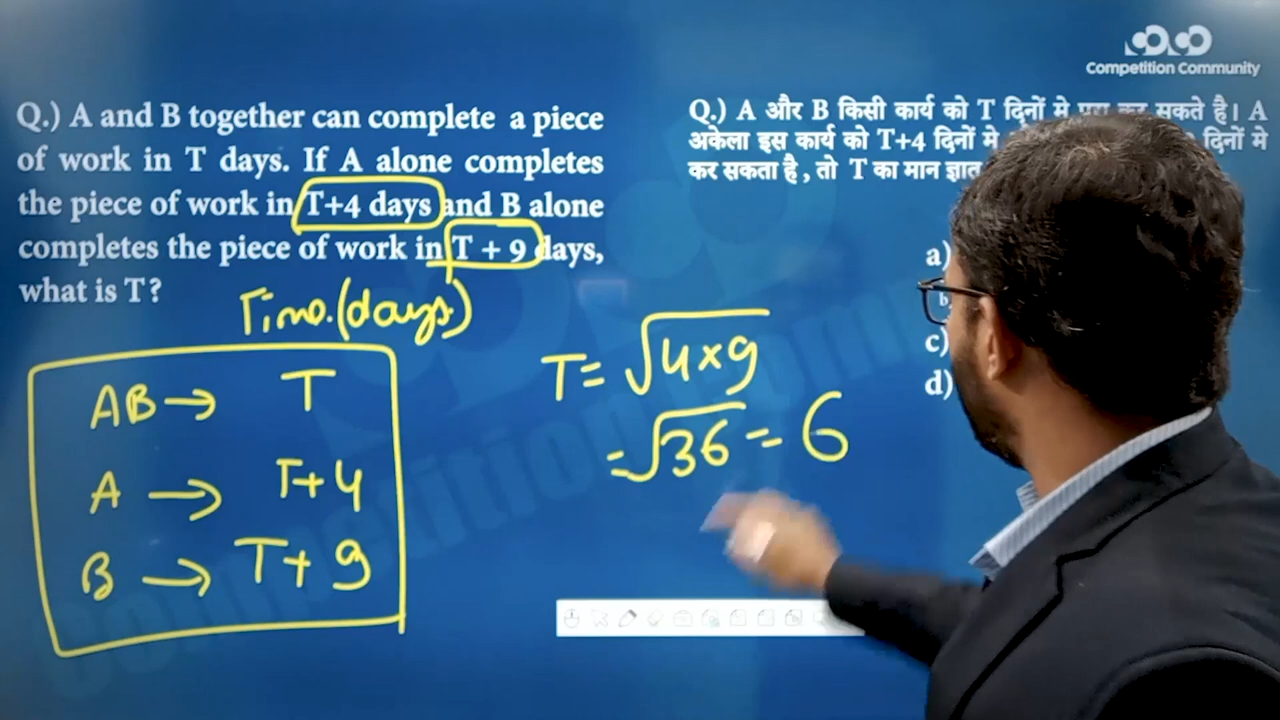 Competition Community
Q.) A and B together can complete a piece
of work in T days. If A alone completes
the piece of work in T+4 days and B alone
completes the piece of work in T + 9 days,
what is T?
Q.) A और B किसी कार्य को T दिनों मे कर सकते है। A
अकेला इस कार्य को T+4 दिनों मे दिनों मे
कर सकता है , तो T का मान
a)
b)
c)
d)
Time.(days)
AB→ T
A → T+4
B → T+9
T= √4×9
=√36 = 6